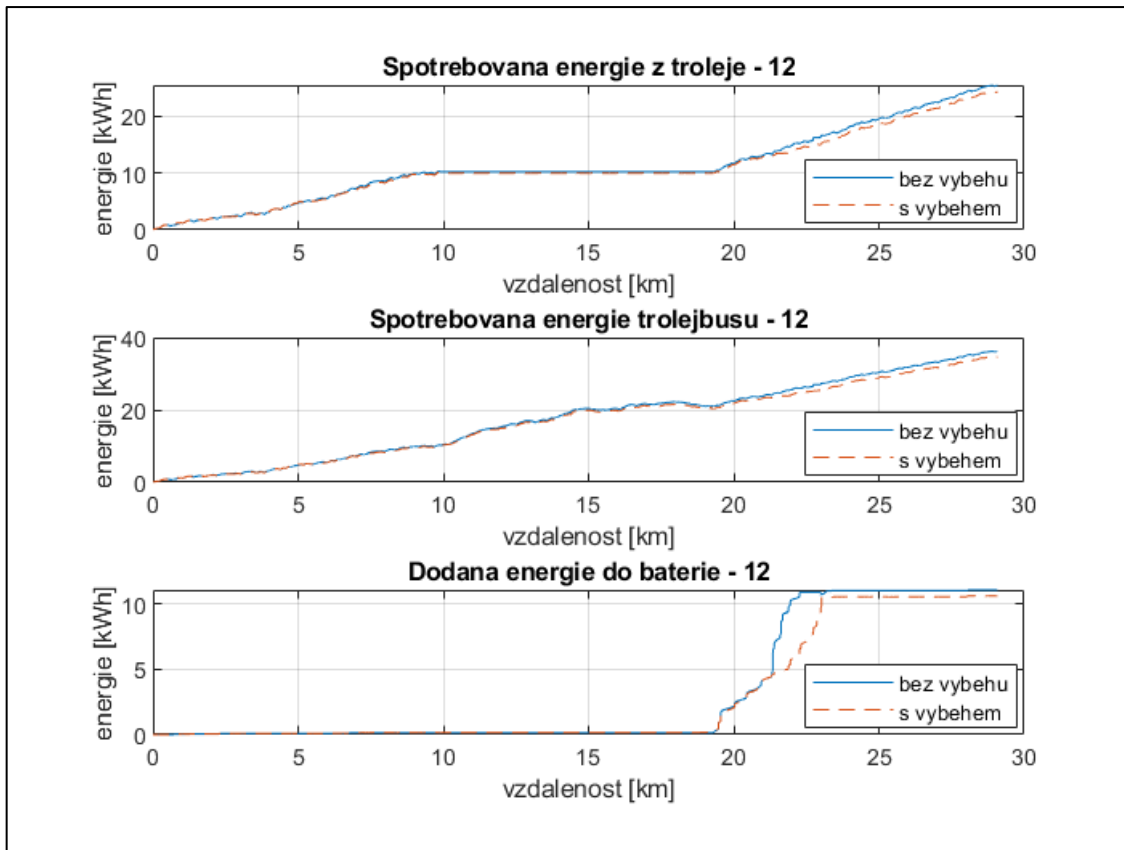 Spotrebovana energie z troleje - 12
energie [kWh]
20
10
0
bez vybehu
s vybehem
0 5 10 15 20 25 30
vzdalenost [km]
Spotrebovana energie trolejbusu - 12
energie [kWh]
40
20
0
bez vybehu
s vybehem
0 5 10 15 20 25 30
vzdalenost [km]
Dodana energie do baterie - 12
energie [kWh]
10
5
0
bez vybehu
s vybehem
0 5 10 15 20 25 30
vzdalenost [km]